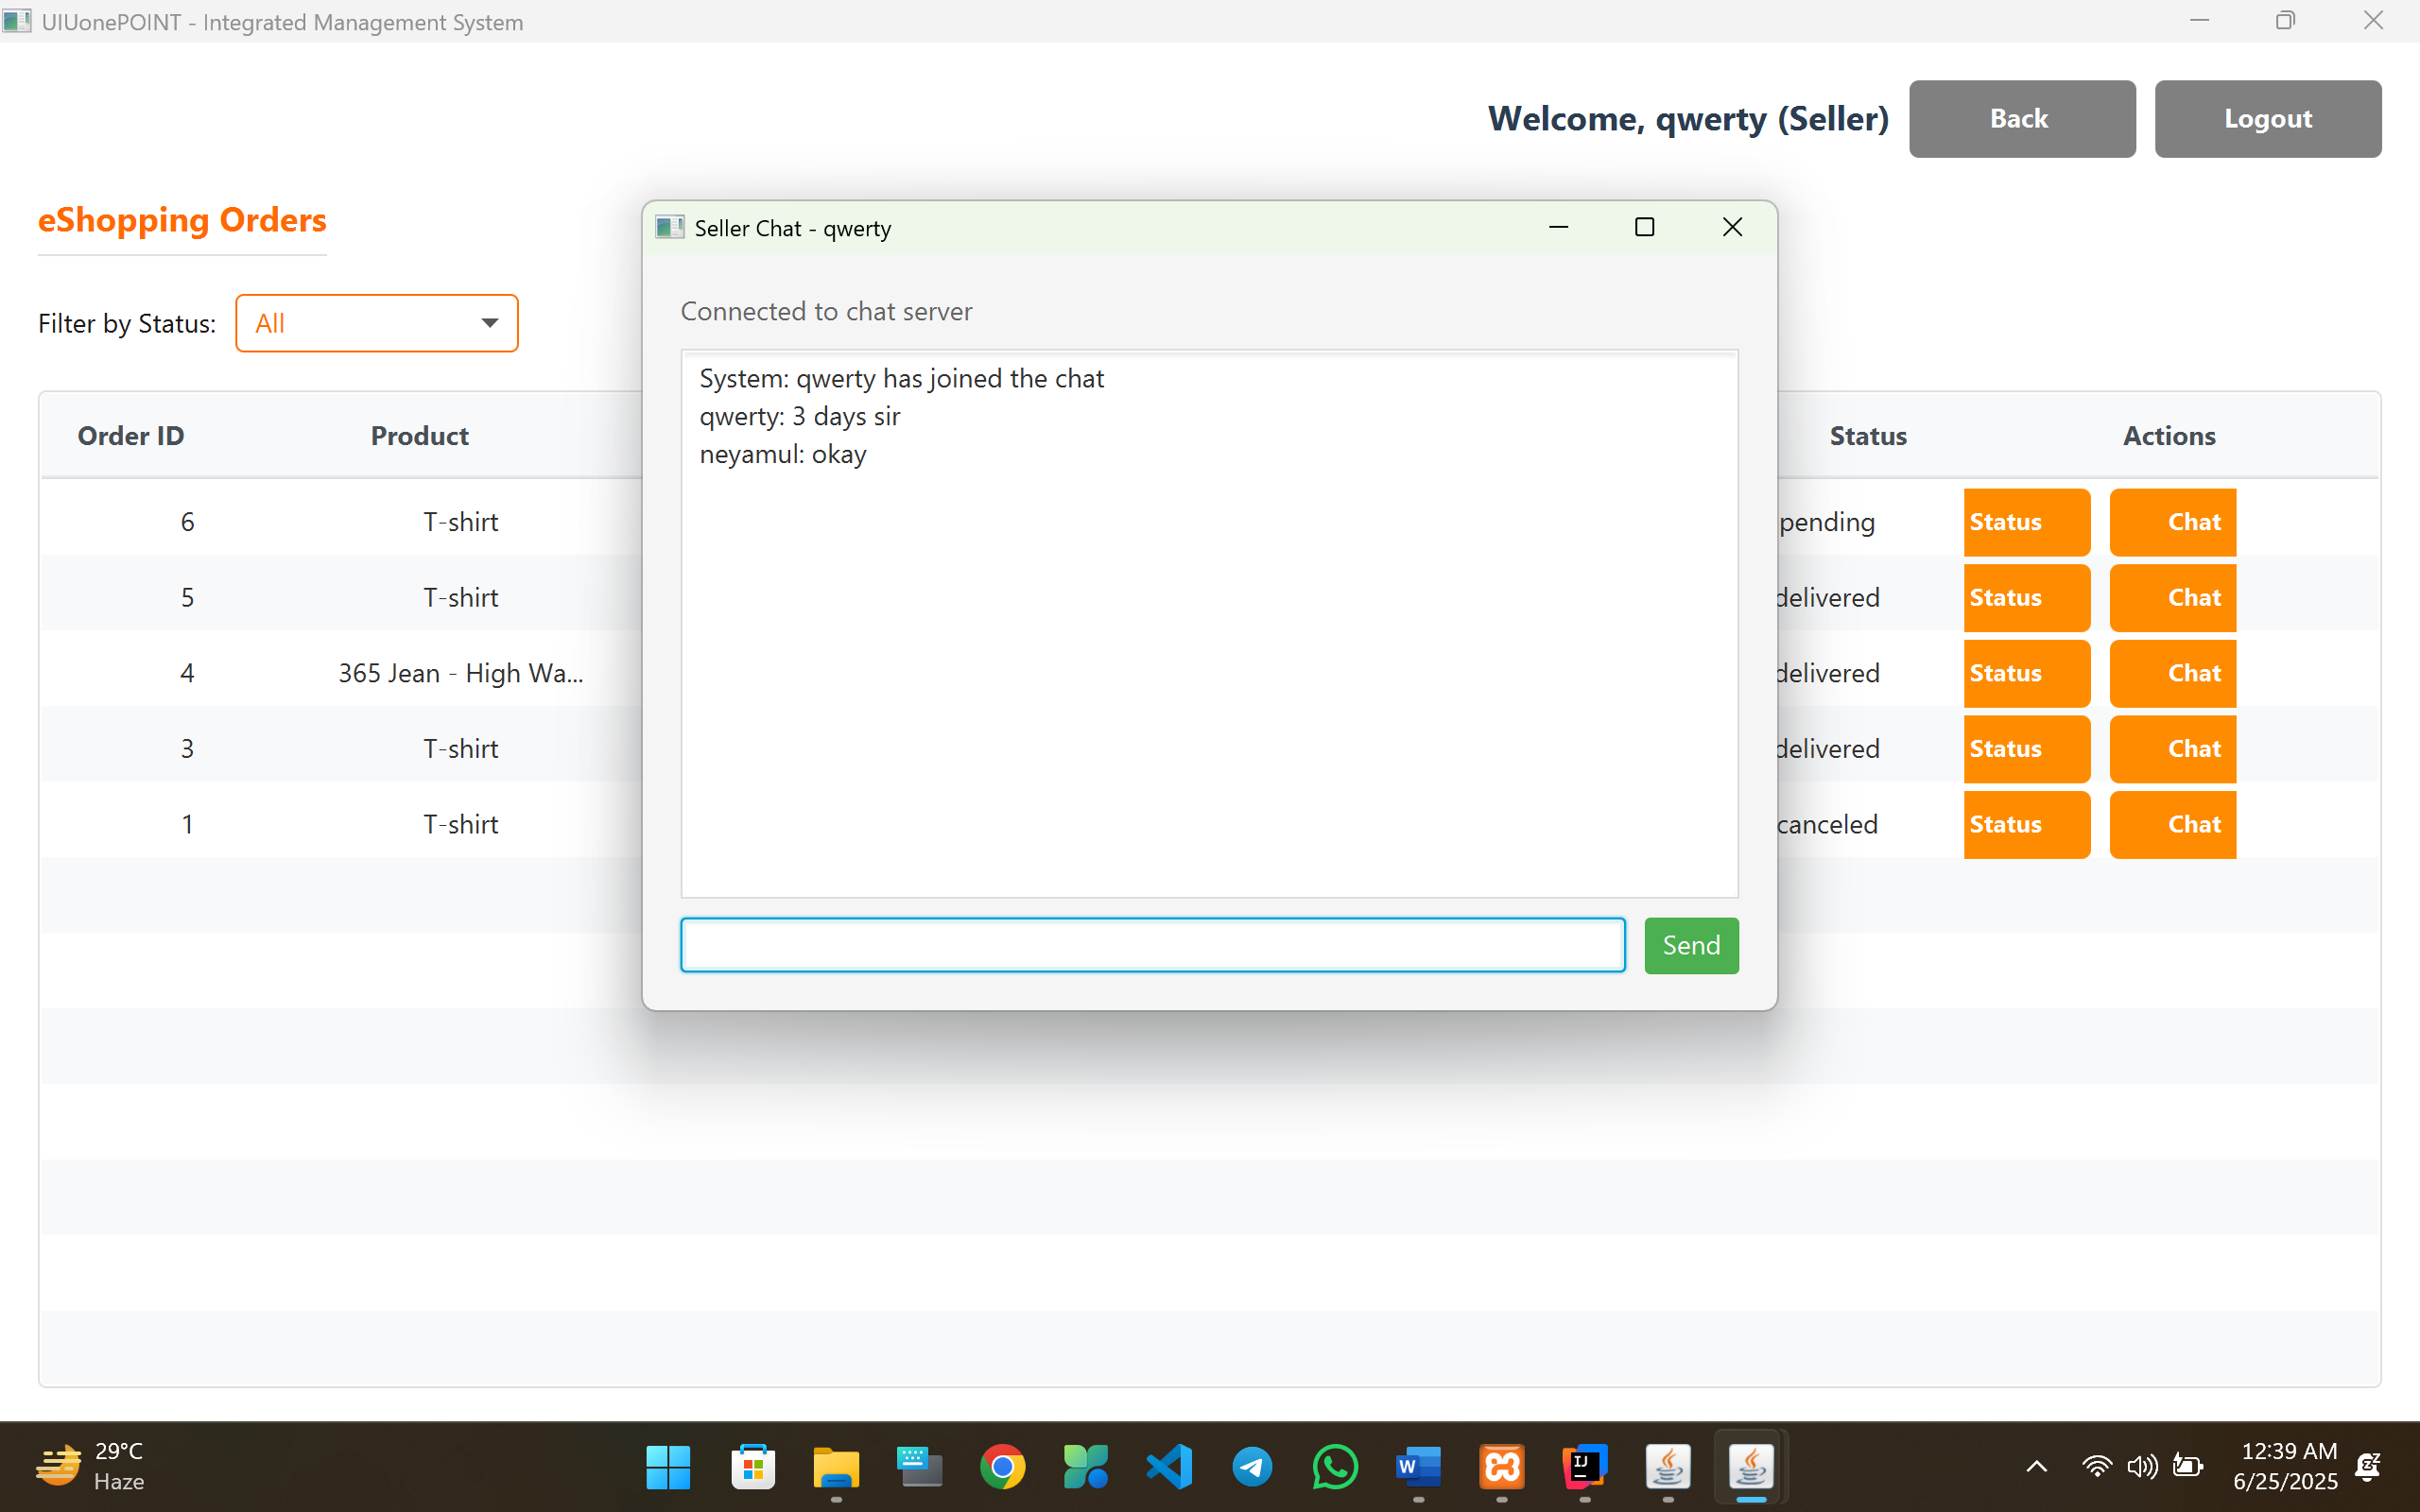 UIUonePOINT - Integrated Management System
Welcome, qwerty (Seller)
Back
Logout
eShopping Orders
Filter by Status:
All
Seller Chat - qwerty
Connected to chat server
System: qwerty has joined the chat
qwerty: 3 days sir
neyamul: okay
Send
Order ID
Product
Status
Actions
6
T-shirt
pending
Status
Chat
5
T-shirt
delivered
Status
Chat
4
365 Jean - High Wa...
delivered
Status
Chat
3
T-shirt
delivered
Status
Chat
1
T-shirt
canceled
Status
Chat
29°C
Haze
12:39 AM
6/25/2025